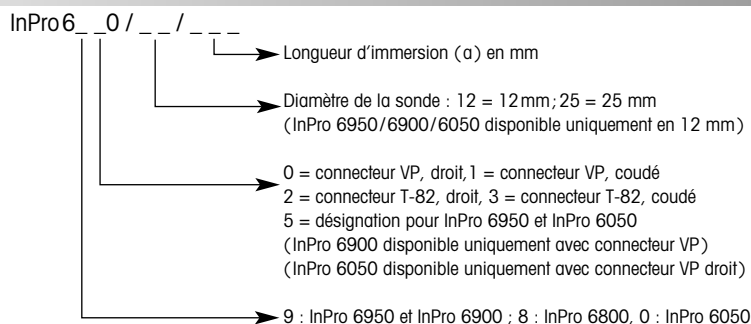 InPro 6_ _0 / _ _ / _ _ _
Longueur d'immersion (a) en mm
Diamètre de la sonde : 12 = 12 mm; 25 = 25 mm
(InPro 6950/6900/6050 disponible uniquement en 12 mm)
0 = connecteur VP, droit, 1 = connecteur VP, coudé
2 = connecteur T-82, droit, 3 = connecteur T-82, coudé
5 = désignation pour InPro 6950 et InPro 6050
(InPro 6900 disponible uniquement avec connecteur VP)
(InPro 6050 disponible uniquement avec connecteur VP droit)
9 : InPro 6950 et InPro 6900 ; 8 : InPro 6800, 0 : InPro 6050